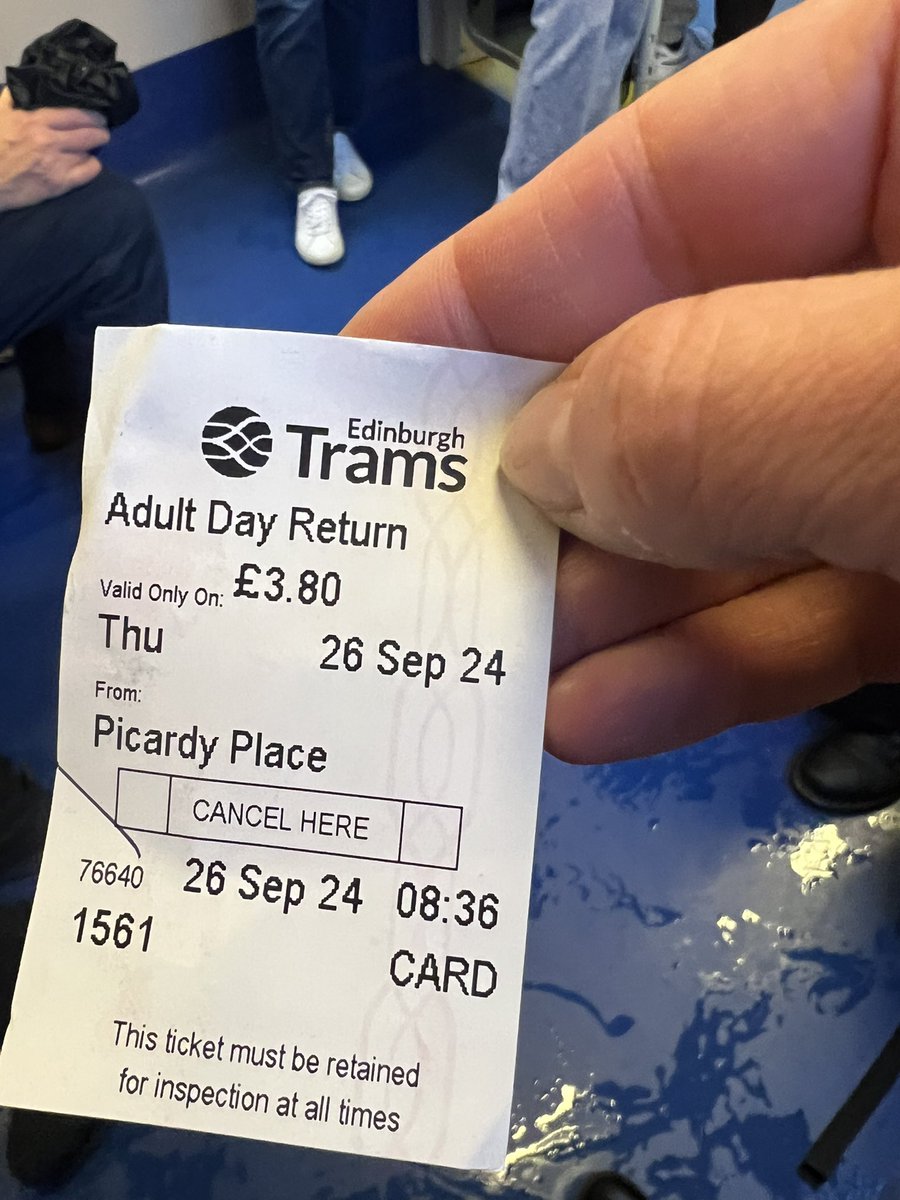 Edinburgh
Trams
Adult Day Return
Valid Only On: £3.80
Thu 26 Sep 24
From:
Picardy Place
CANCEL HERE
76640 26 Sep 24 08:36
1561
CARD
This ticket must be retained
for inspection at all times